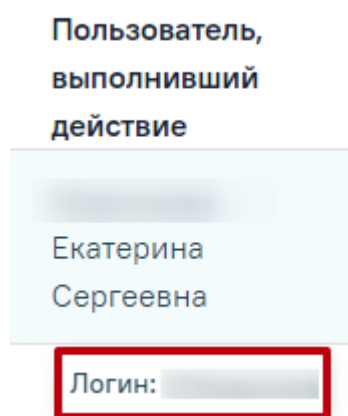 Пользователь,
выполнивший
действие
Екатерина
Сергеевна
Логин: